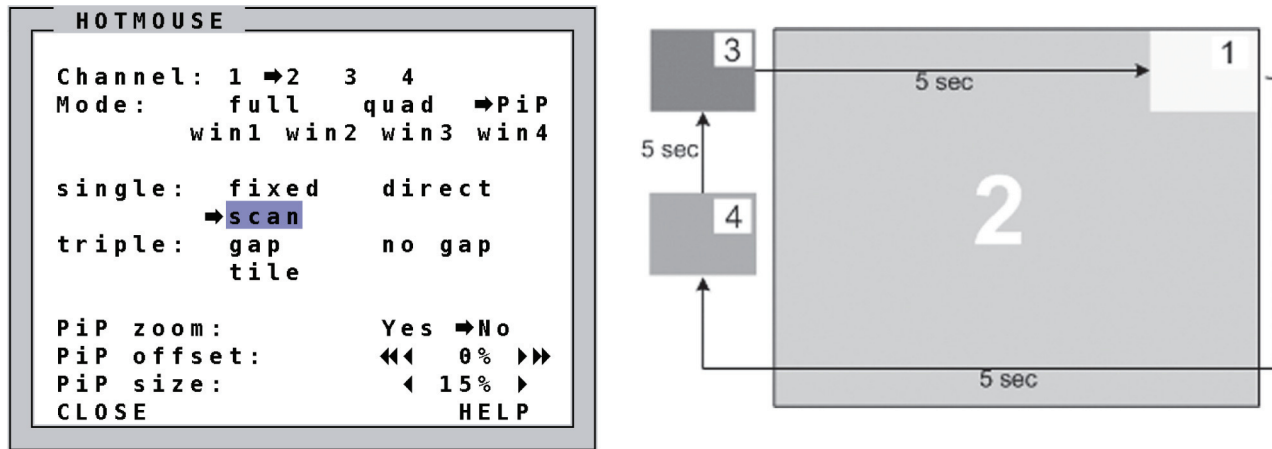 HOTMOUSE
Channel: 1 ➡2 3 4
Mode: full quad ➡PiP
win1 win2 win3 win4
single: fixed direct
➡scan
triple: gap no gap
tile
PiP zoom: Yes ➡No
PiP offset: 0%
PiP size: 15%
CLOSE HELP
3
1
5 sec
5 sec
4
2
5 sec